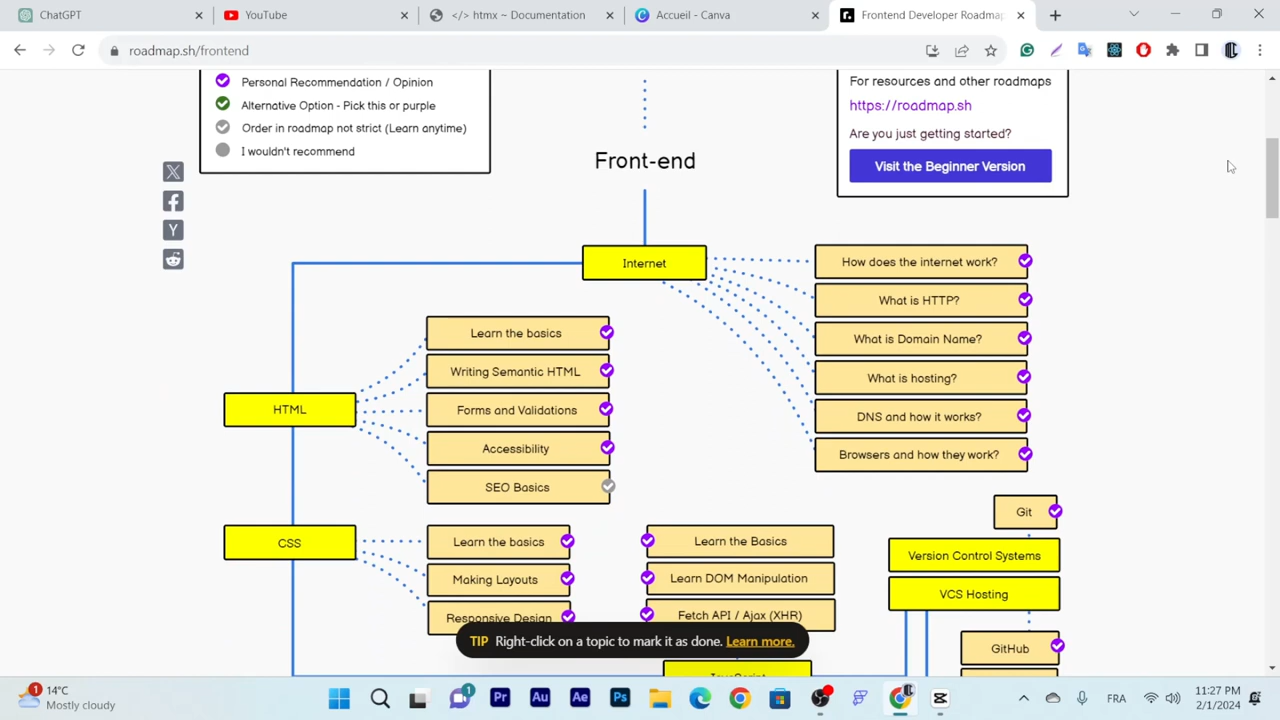 ChatGPT
YouTube
</> htmx ~ Documentation
Accueil - Canva
Frontend Developer Roadmap
roadmap.sh/frontend
Personal Recommendation / Opinion
Alternative Option - Pick this or purple
Order in roadmap not strict (Learn anytime)
I wouldn't recommend
For resources and other roadmaps
https://roadmap.sh
Are you just getting started?
Visit the Beginner Version
Front-end
Internet
How does the internet work?
What is HTTP?
What is Domain Name?
What is hosting?
DNS and how it works?
Browsers and how they work?
HTML
Learn the basics
Writing Semantic HTML
Forms and Validations
Accessibility
SEO Basics
CSS
Learn the basics
Making Layouts
Responsive Design
Learn the Basics
Learn DOM Manipulation
Fetch API / Ajax (XHR)
Git
Version Control Systems
VCS Hosting
GitHub
TIP Right-click on a topic to mark it as done. Learn more.
JavaScript
1
14°C
Mostly cloudy
1
Pr
Au
Ae
Ps
FRA
11:27 PM
2/1/2024